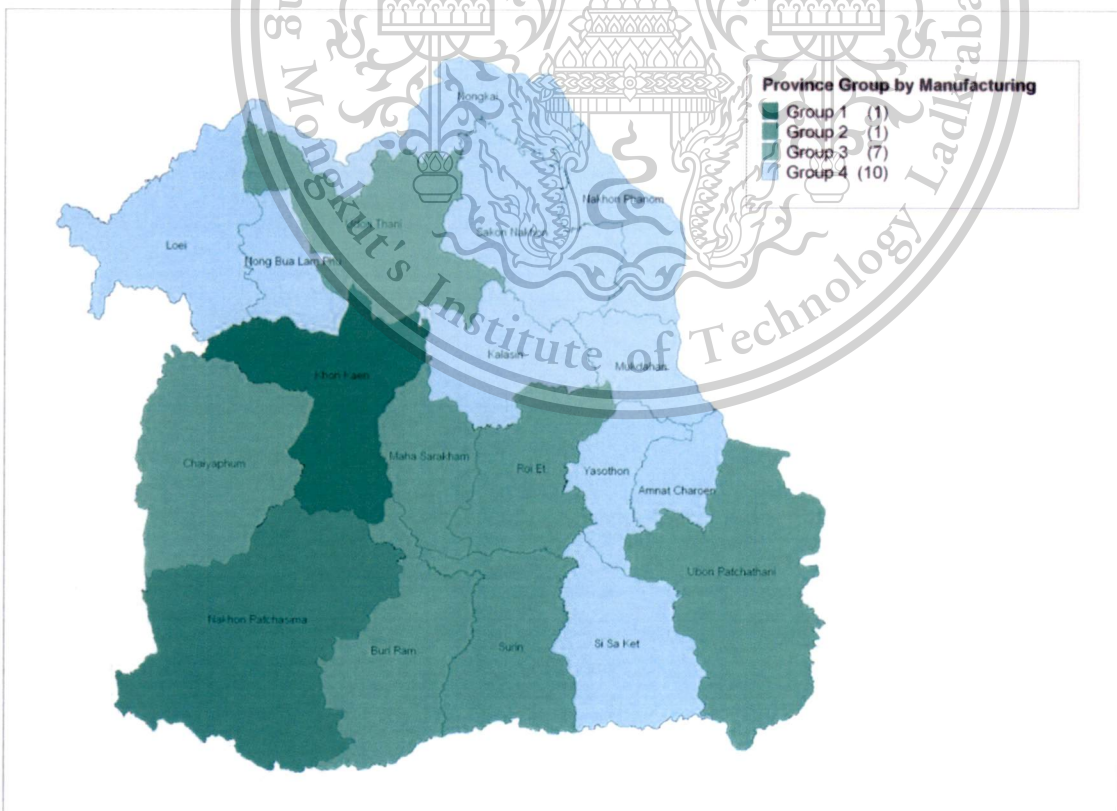 Province Group by Manufacturing
Group 1 (1)
Group 2 (1)
Group 3 (7)
Group 4 (10)
Nongkai
Nakhon Phanom
Udon Thani
Sakon Nakhon
Loei
Nong Bua Lam Phu
Kalasin
Mukdahan
Khon Kaen
Chaiyaphum
Maha Sarakham
Roi Et
Yasothon
Amnat Charoen
Ubon Patchathani
Nakhon Patchasima
Buri Ram
Surin
Si Sa Ket
Mongkut's Institute of Technology Ladkraba